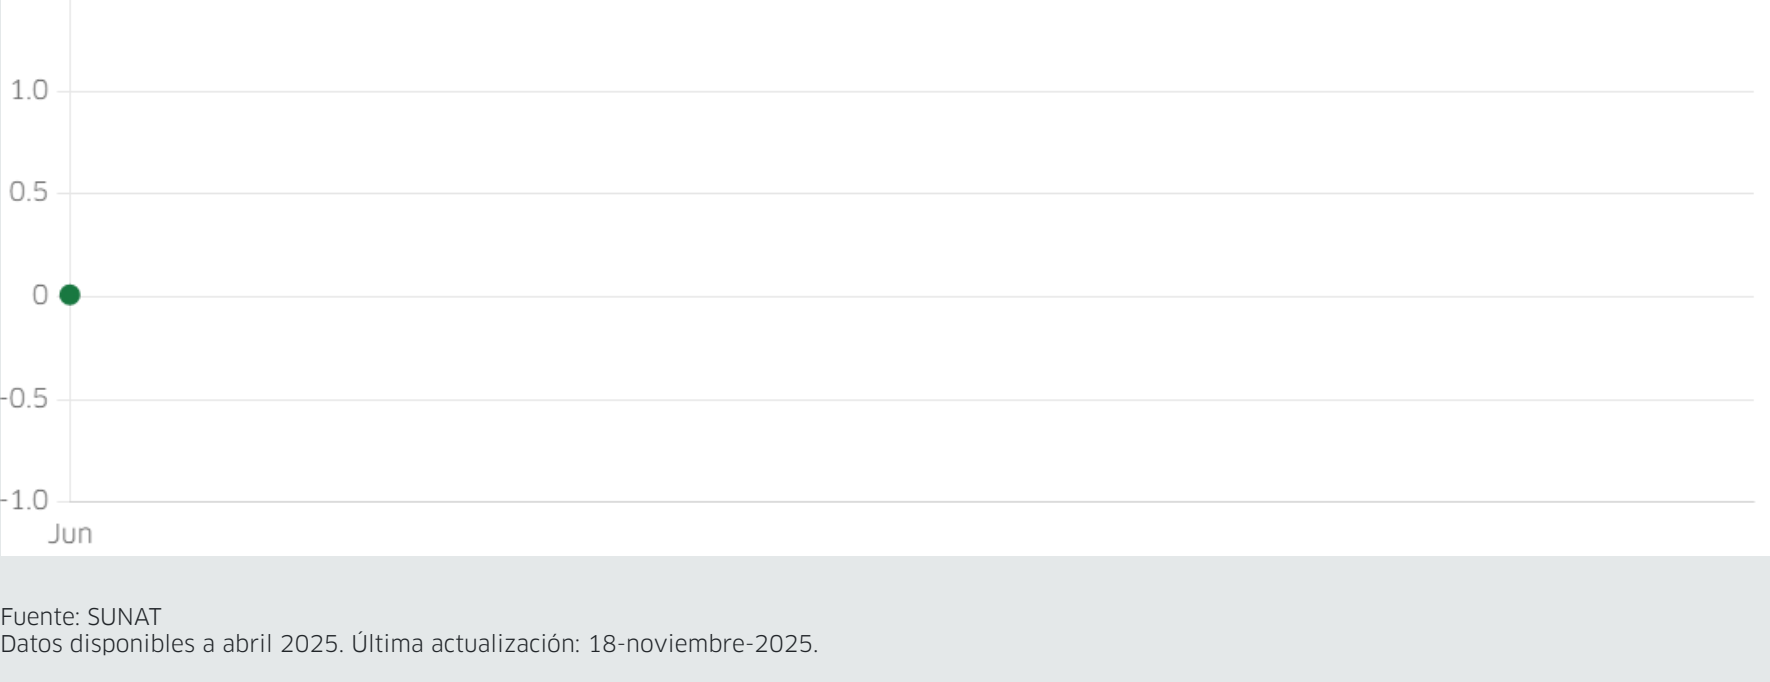 1.0
0.5
0
-0.5
-1.0
Jun
Fuente: SUNAT
Datos disponibles a abril 2025. Última actualización: 18-noviembre-2025.